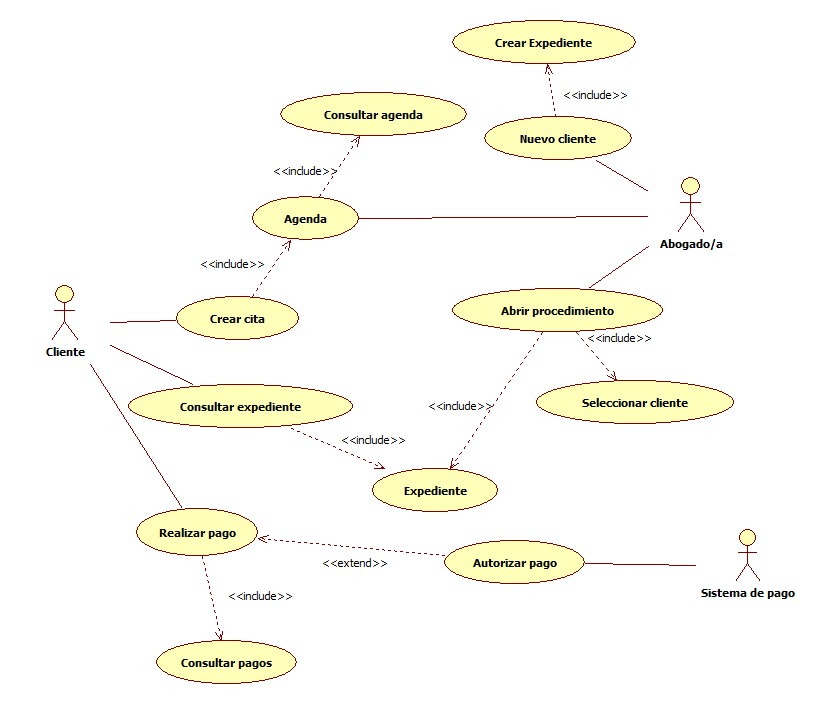 Crear Expediente
<<include>>
Consultar agenda
Nuevo cliente
<<include>>
Agenda
Abogado/a
<<include>>
Crear cita
Abrir procedimiento
<<include>>
Cliente
Consultar expediente
<<include>>
Seleccionar cliente
<<include>>
Expediente
Realizar pago
<<extend>>
Autorizar pago
Sistema de pago
<<include>>
Consultar pagos